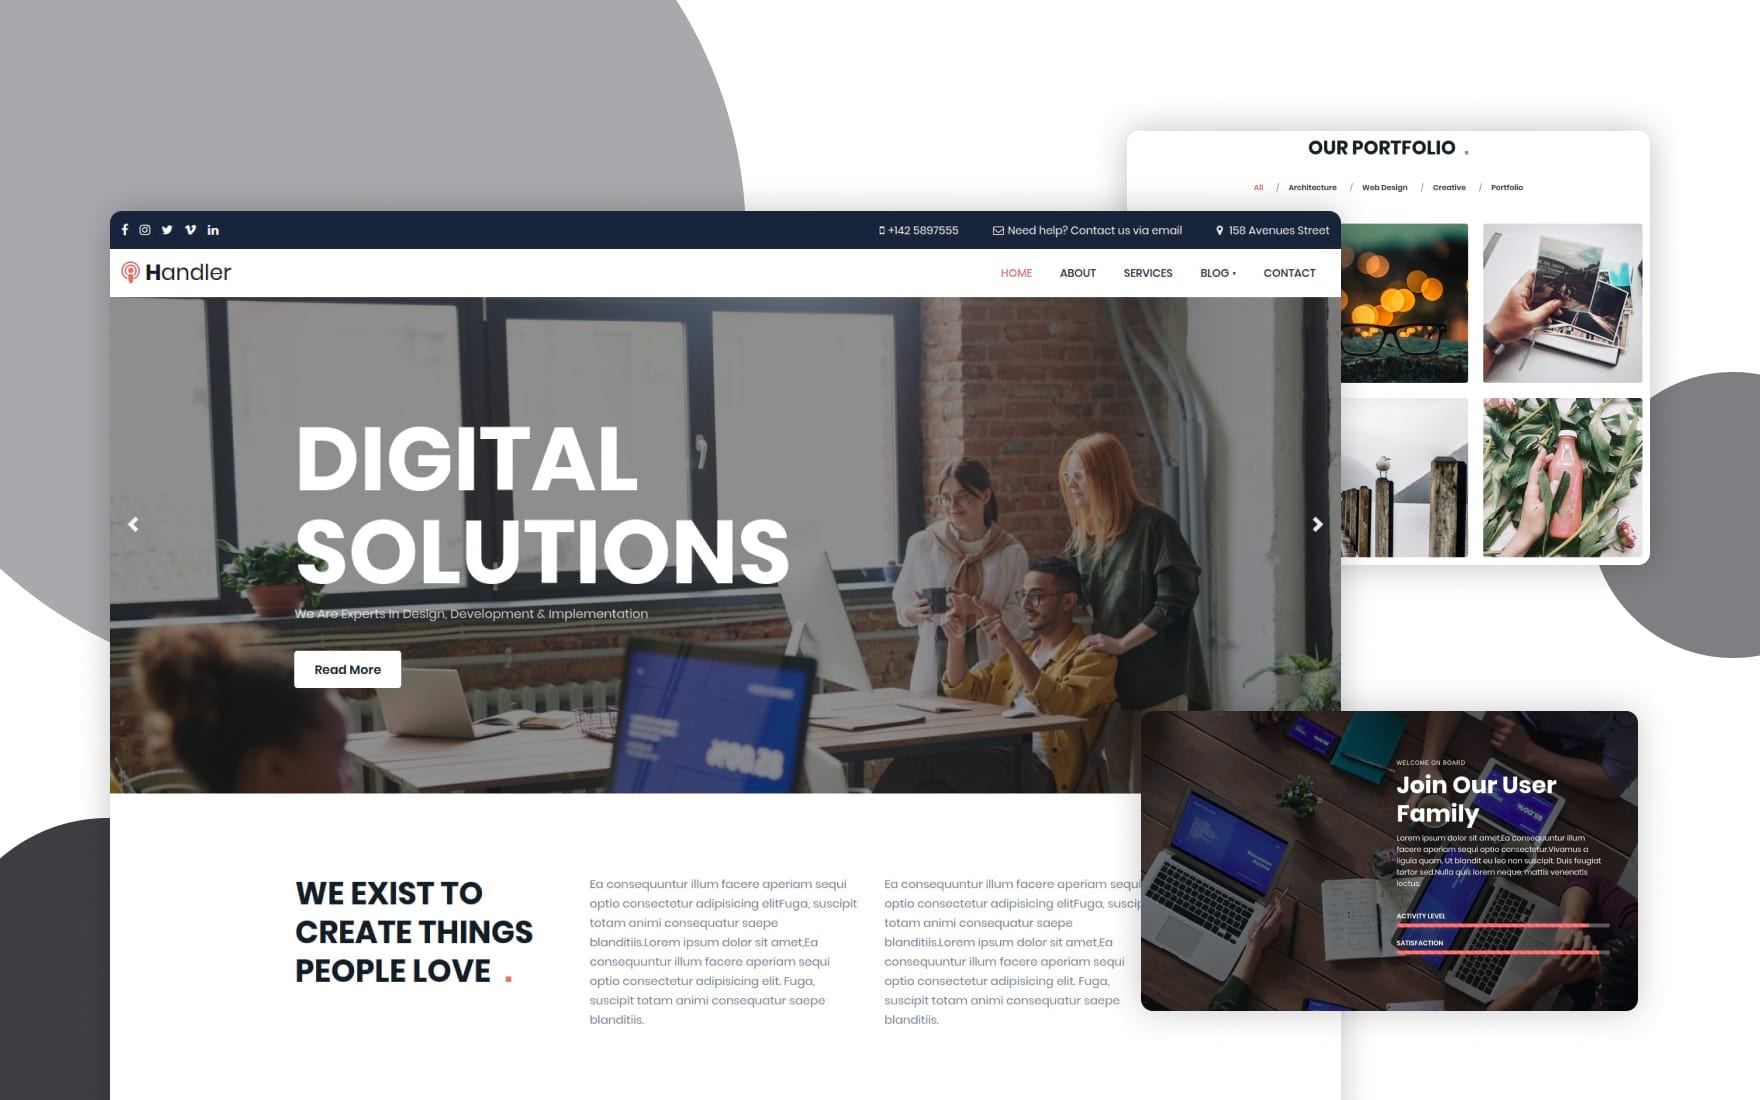 +142 5897555 Need help? Contact us via email 158 Avenues Street
Handler
HOME ABOUT SERVICES BLOG CONTACT
DIGITAL
SOLUTIONS
We Are Experts In Design, Development & Implementation
Read More
WE EXIST TO
CREATE THINGS
PEOPLE LOVE .
Ea consequuntur illum facere aperiam sequi
optio consectetur adipisicing elitFuga, suscipit
totam animi consequatur saepe
blanditiis.Lorem ipsum dolor sit amet,Ea
consequuntur illum facere aperiam sequi
optio consectetur adipisicing elit. Fuga,
suscipit totam animi consequatur saepe
blanditiis.
Ea consequuntur illum facere aperiam sequi
optio consectetur adipisicing elitFuga, suscip
totam animi consequatur saepe
blanditiis.Lorem ipsum dolor sit amet,Ea
consequuntur illum facere aperiam sequi
optio consectetur adipisicing elit. Fuga,
suscipit totam animi consequatur saepe
blanditiis.
OUR PORTFOLIO .
All / Architecture / Web Design / Creative / Portfolio
WELCOME ON BOARD
Join Our User
Family
Lorem ipsum dolor sit amet,Ea consequuntur illum
facere aperiam sequi optio consectetur.Vivamus a
ligula quam. Ut blandit eu leo non suscipit. Duis feugiat
tortor sed.Nulla quis lorem neque, mattis venenatis
lectus.
ACTIVITY LEVEL
SATISFACTION